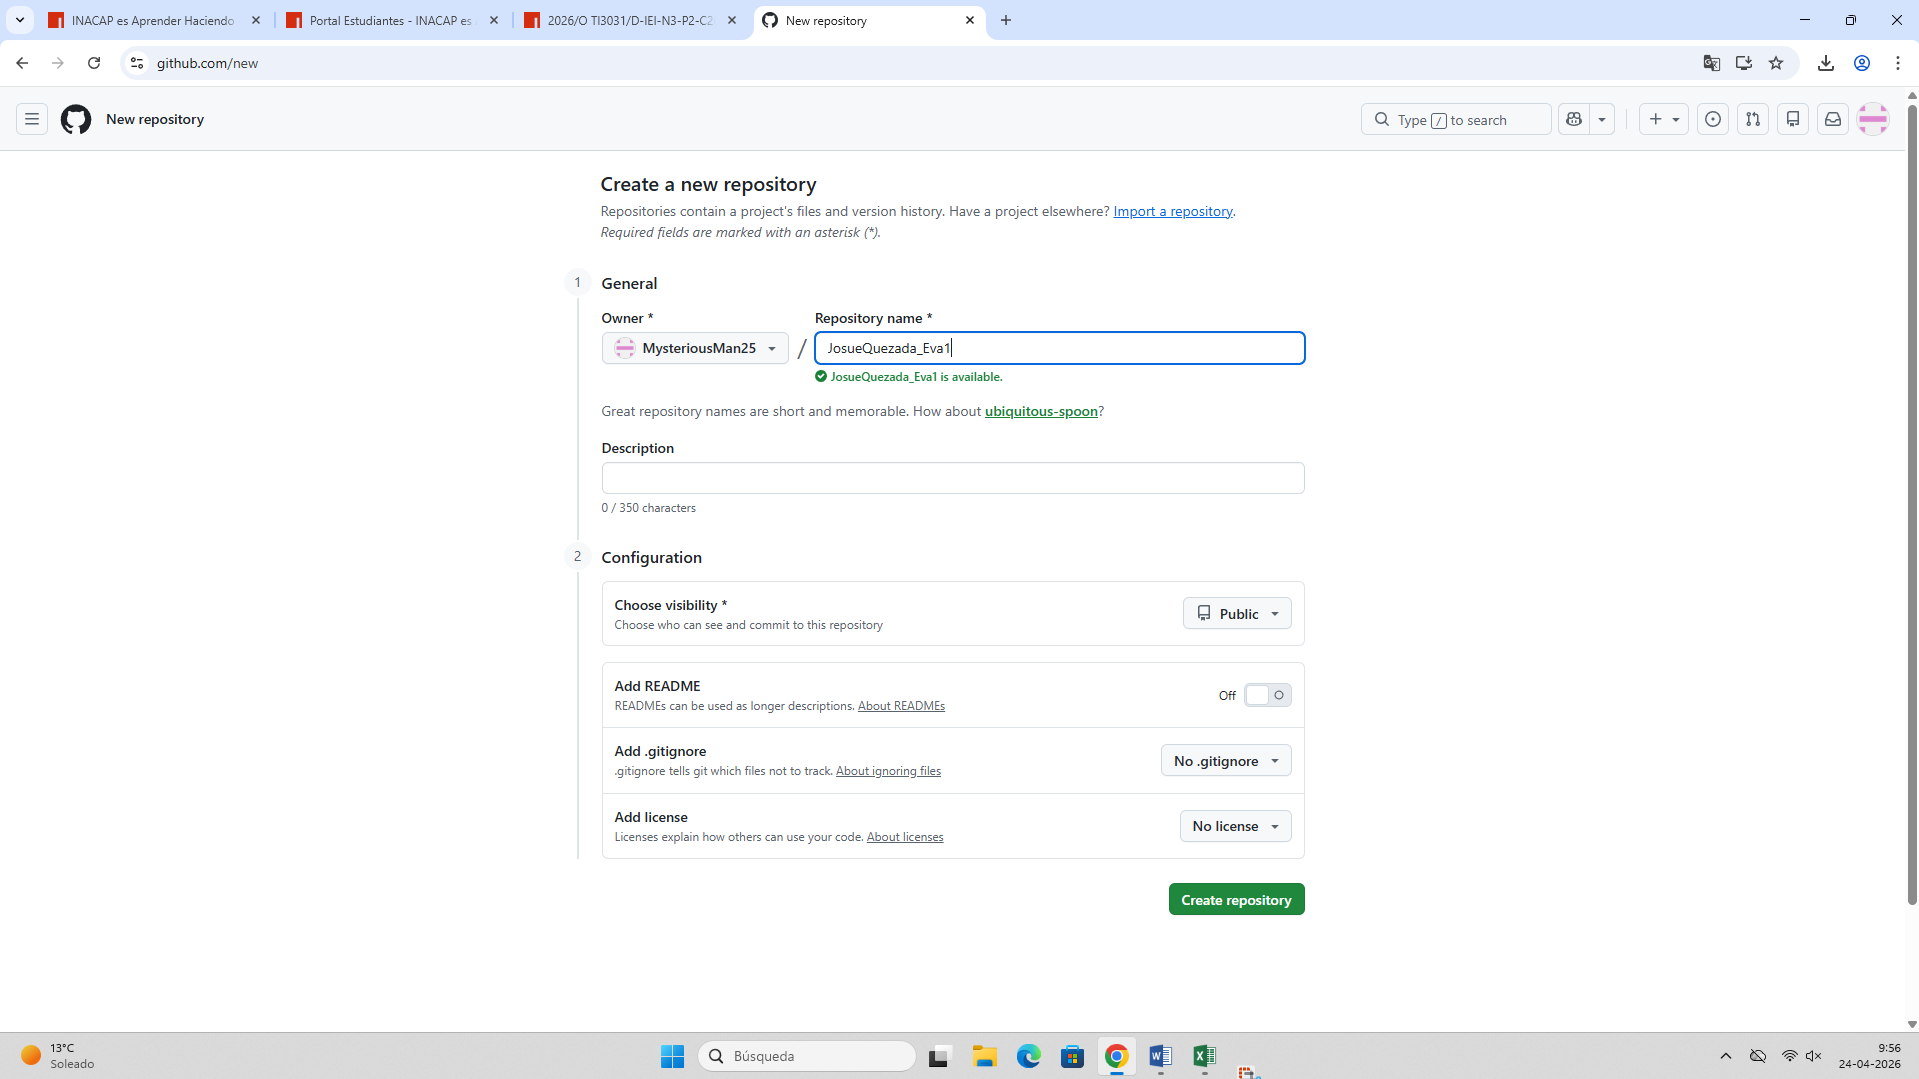 INACAP es Aprender Haciendo
Portal Estudiantes - INACAP es
2026/O TI3031/D-IEI-N3-P2-C2
New repository
github.com/new
New repository
Type / to search
Create a new repository
Repositories contain a project's files and version history. Have a project elsewhere? Import a repository.
Required fields are marked with an asterisk (*).
1 General
Owner * Repository name *
MysteriousMan25 / JosueQuezada_Eva1
JosueQuezada_Eva1 is available.
Great repository names are short and memorable. How about ubiquitous-spoon?
Description
0 / 350 characters
2 Configuration
Choose visibility *
Choose who can see and commit to this repository
Public
Add README
READMEs can be used as longer descriptions. About READMEs
Off
Add .gitignore
.gitignore tells git which files not to track. About ignoring files
No .gitignore
Add license
Licenses explain how others can use your code. About licenses
No license
Create repository
13°C
Soleado
Búsqueda
9:56
24-04-2026